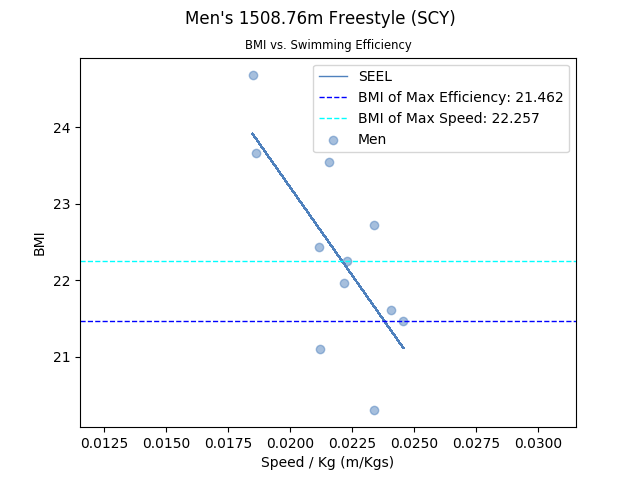 Men's 1508.76m Freestyle (SCY)
BMI vs. Swimming Efficiency
SEEL
BMI of Max Efficiency: 21.462
BMI of Max Speed: 22.257
Men
BMI
24
23
22
21
0.0125 0.0150 0.0175 0.0200 0.0225 0.0250 0.0275 0.0300
Speed / Kg (m/Kgs)